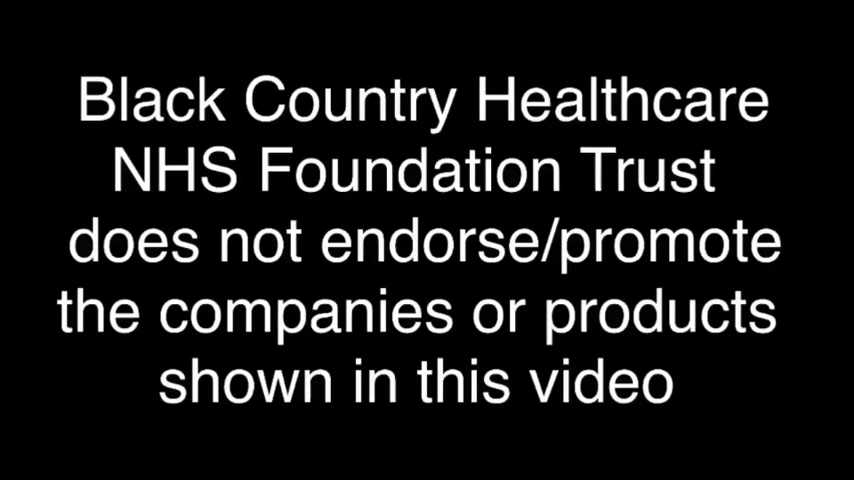 Black Country Healthcare
NHS Foundation Trust
does not endorse/promote
the companies or products
shown in this video